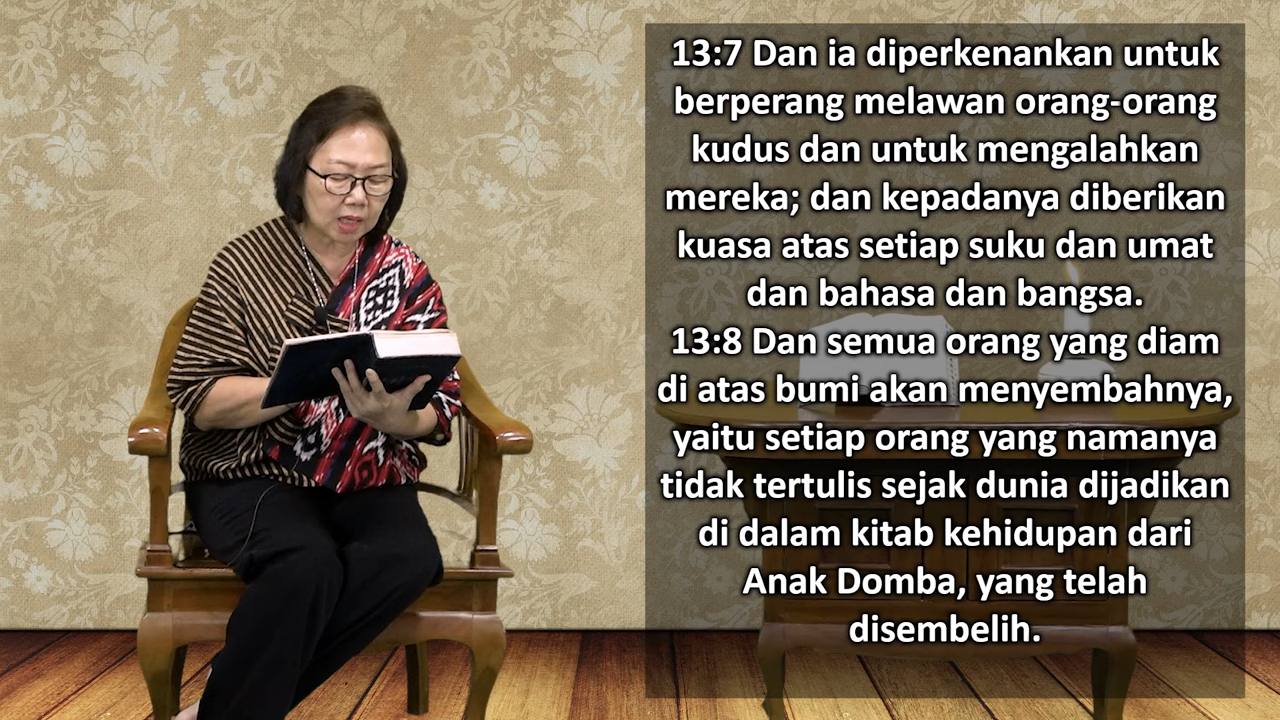 13:7 Dan ia diperkenankan untuk
berperang melawan orang-orang
kudus dan untuk mengalahkan
mereka; dan kepadanya diberikan
kuasa atas setiap suku dan umat
dan bahasa dan bangsa.
13:8 Dan semua orang yang diam
di atas bumi akan menyembahnya,
yaitu setiap orang yang namanya
tidak tertulis sejak dunia dijadikan
di dalam kitab kehidupan dari
Anak Domba, yang telah
disembelih.